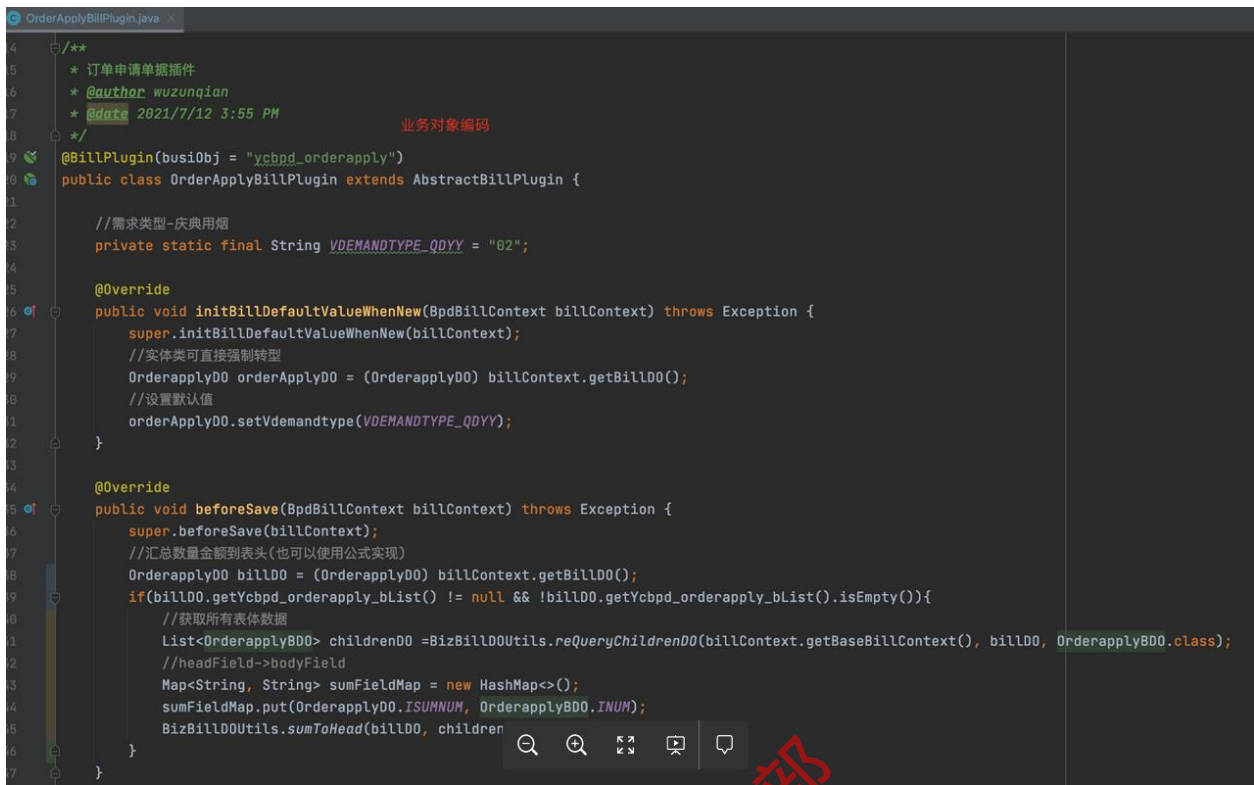 OrderApplyBillPlugin.java
/**
* 订单申请单据插件
* @author wuzunqian
* @date 2021/7/12 3:55 PM
业务对象编码
*/
@BillPlugin(busiObj = "ycbpd_orderapply")
public class OrderApplyBillPlugin extends AbstractBillPlugin {
//需求类型-庆典用烟
private static final String VDEMANDTYPE_QDYY = "02";
@Override
public void initBillDefaultValueWhenNew(BpdBillContext billContext) throws Exception {
super.initBillDefaultValueWhenNew(billContext);
//实体类可直接强制转型
OrderapplyDO orderApplyDO = (OrderapplyDO) billContext.getBillDO();
//设置默认值
orderApplyDO.setVdemandtype(VDEMANDTYPE_QDYY);
}
@Override
public void beforeSave(BpdBillContext billContext) throws Exception {
super.beforeSave(billContext);
//汇总数量金额到表头(也可以使用公式实现)
OrderapplyDO billDO = (OrderapplyDO) billContext.getBillDO();
if(billDO.getYcbpd_orderapply_bList() != null && !billDO.getYcbpd_orderapply_bList().isEmpty()){
//获取所有表体数据
List<OrderapplyBDO> childrenDO =BizBillDOUtils.reQueryChildrenDO(billContext.getBaseBillContext(), billDO, OrderapplyBDO.class);
//headField->bodyField
Map<String, String> sumFieldMap = new HashMap<>();
sumFieldMap.put(OrderapplyDO.ISUMNUM, OrderapplyBDO.INUM);
BizBillDOUtils.sumToHead(billDO, children
}
}
部